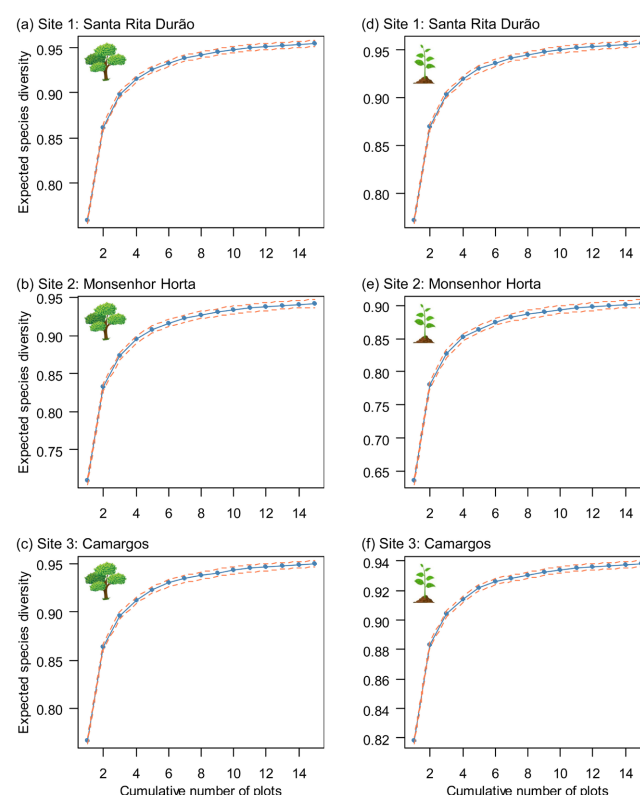 (a) Site 1: Santa Rita Durão
Expected species diversity
0.95
0.90
0.85
0.80
2 4 6 8 10 12 14
(d) Site 1: Santa Rita Durão
0.95
0.90
0.85
0.80
2 4 6 8 10 12 14
(b) Site 2: Monsenhor Horta
Expected species diversity
0.95
0.90
0.85
0.80
0.75
2 4 6 8 10 12 14
(e) Site 2: Monsenhor Horta
0.90
0.85
0.80
0.75
0.70
0.65
2 4 6 8 10 12 14
(c) Site 3: Camargos
Expected species diversity
0.95
0.90
0.85
0.80
2 4 6 8 10 12 14
Cumulative number of plots
(f) Site 3: Camargos
0.94
0.92
0.90
0.88
0.86
0.84
0.82
2 4 6 8 10 12 14
Cumulative number of plots